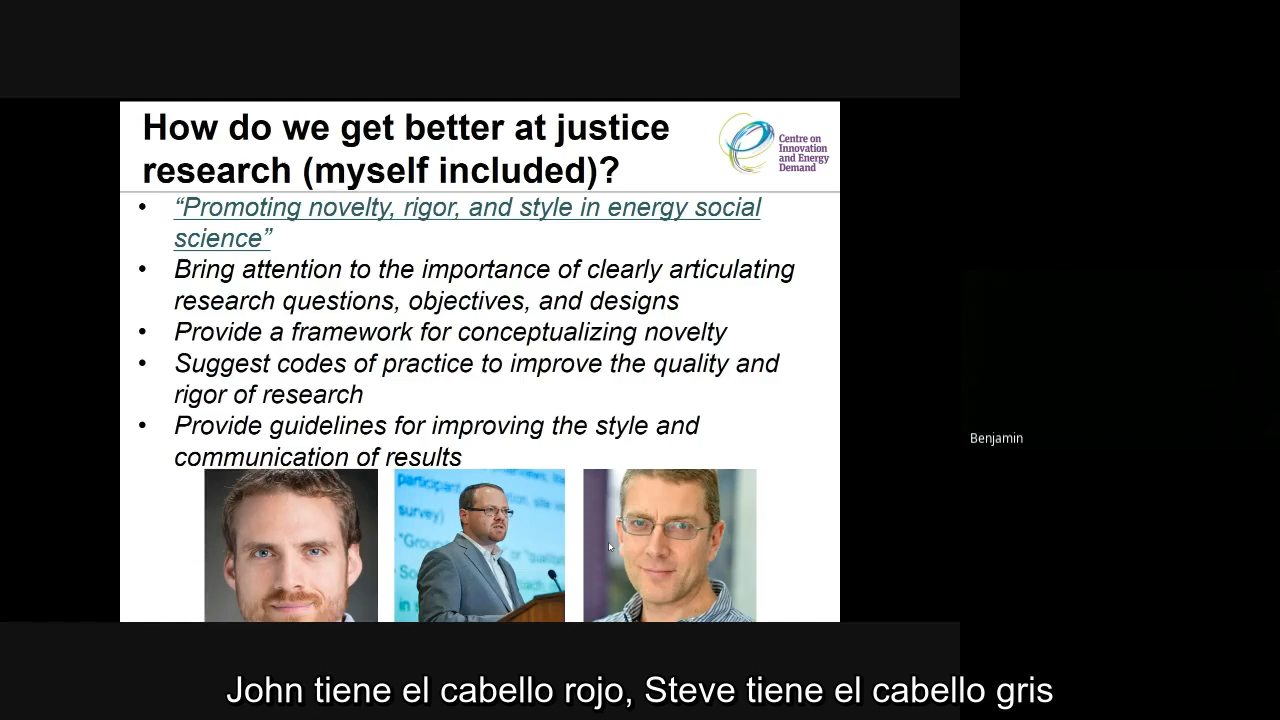 How do we get better at justice
research (myself included)?
Centre on
Innovation
and Energy
Demand
• “Promoting novelty, rigor, and style in energy social
science”
• Bring attention to the importance of clearly articulating
research questions, objectives, and designs
• Provide a framework for conceptualizing novelty
• Suggest codes of practice to improve the quality and
rigor of research
• Provide guidelines for improving the style and
communication of results
survey)
Benjamin
John tiene el cabello rojo, Steve tiene el cabello gris